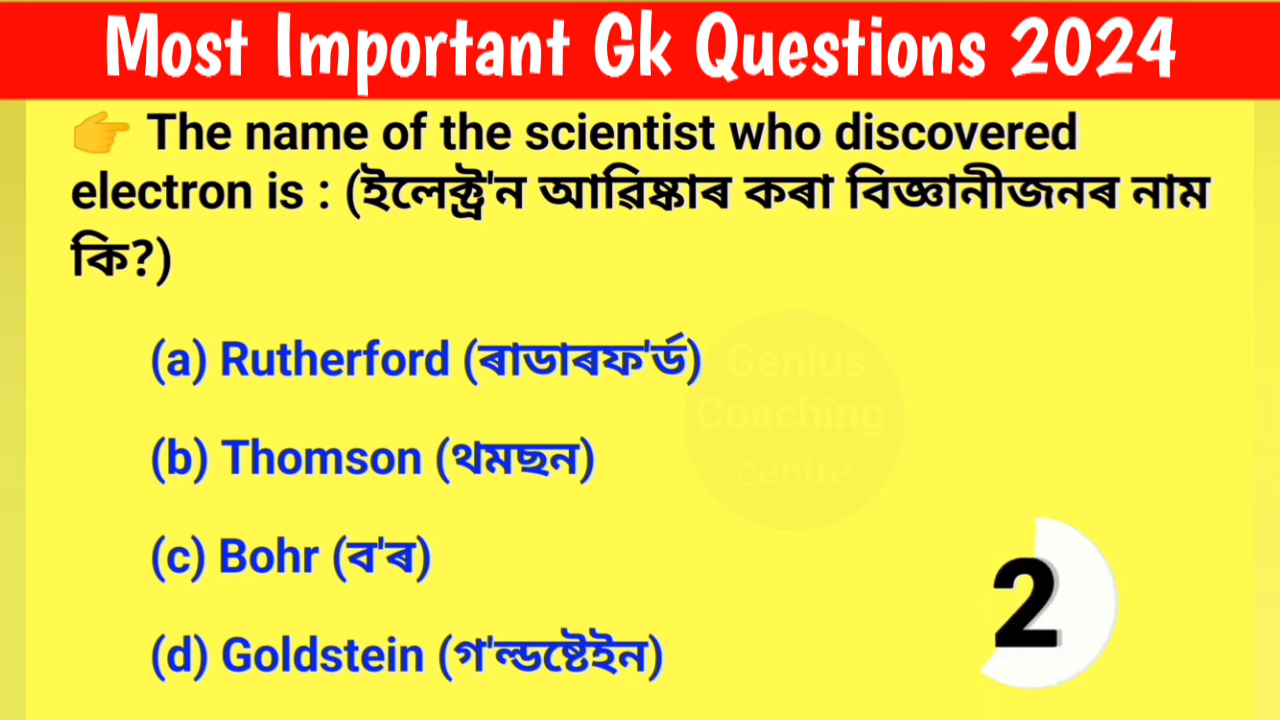 Most Important Gk Questions 2024
👉 The name of the scientist who discovered
electron is : (ইলেক্ট্ৰ'ন আৱিষ্কাৰ কৰা বিজ্ঞানীজনৰ নাম
কি?)
(a) Rutherford (ৰাডাৰফ'ৰ্ড)
Genius
Coaching
centre
(b) Thomson (থমছন)
(c) Bohr (ব'ৰ)
2
(d) Goldstein (গ'ল্ডষ্টেইন)